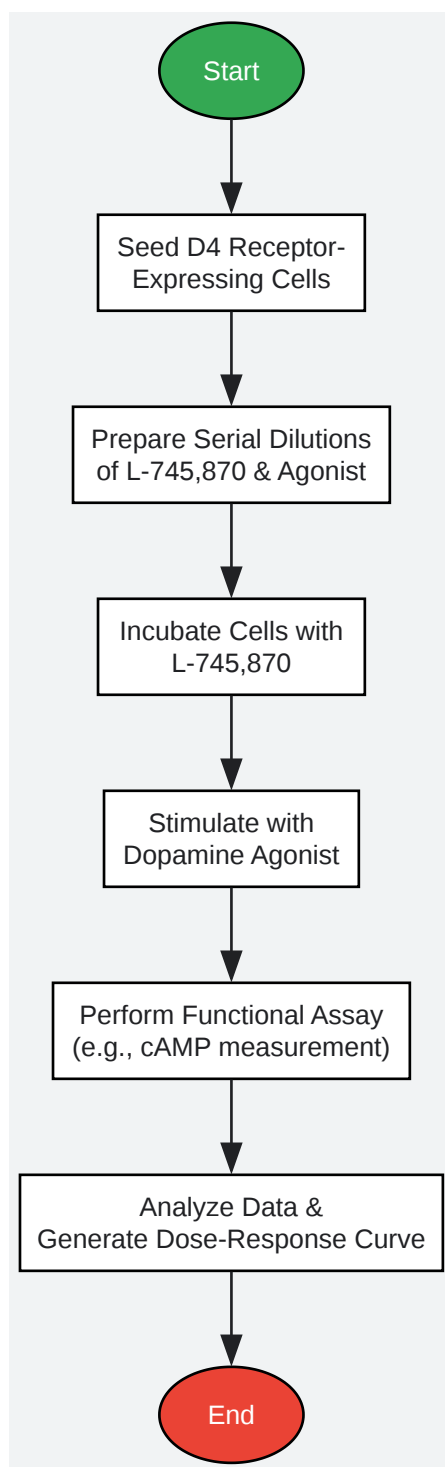 Start
Seed D4 Receptor-
Expressing Cells
Prepare Serial Dilutions
of L-745,870 & Agonist
Incubate Cells with
L-745,870
Stimulate with
Dopamine Agonist
Perform Functional Assay
(e.g., cAMP measurement)
Analyze Data &
Generate Dose-Response Curve
End